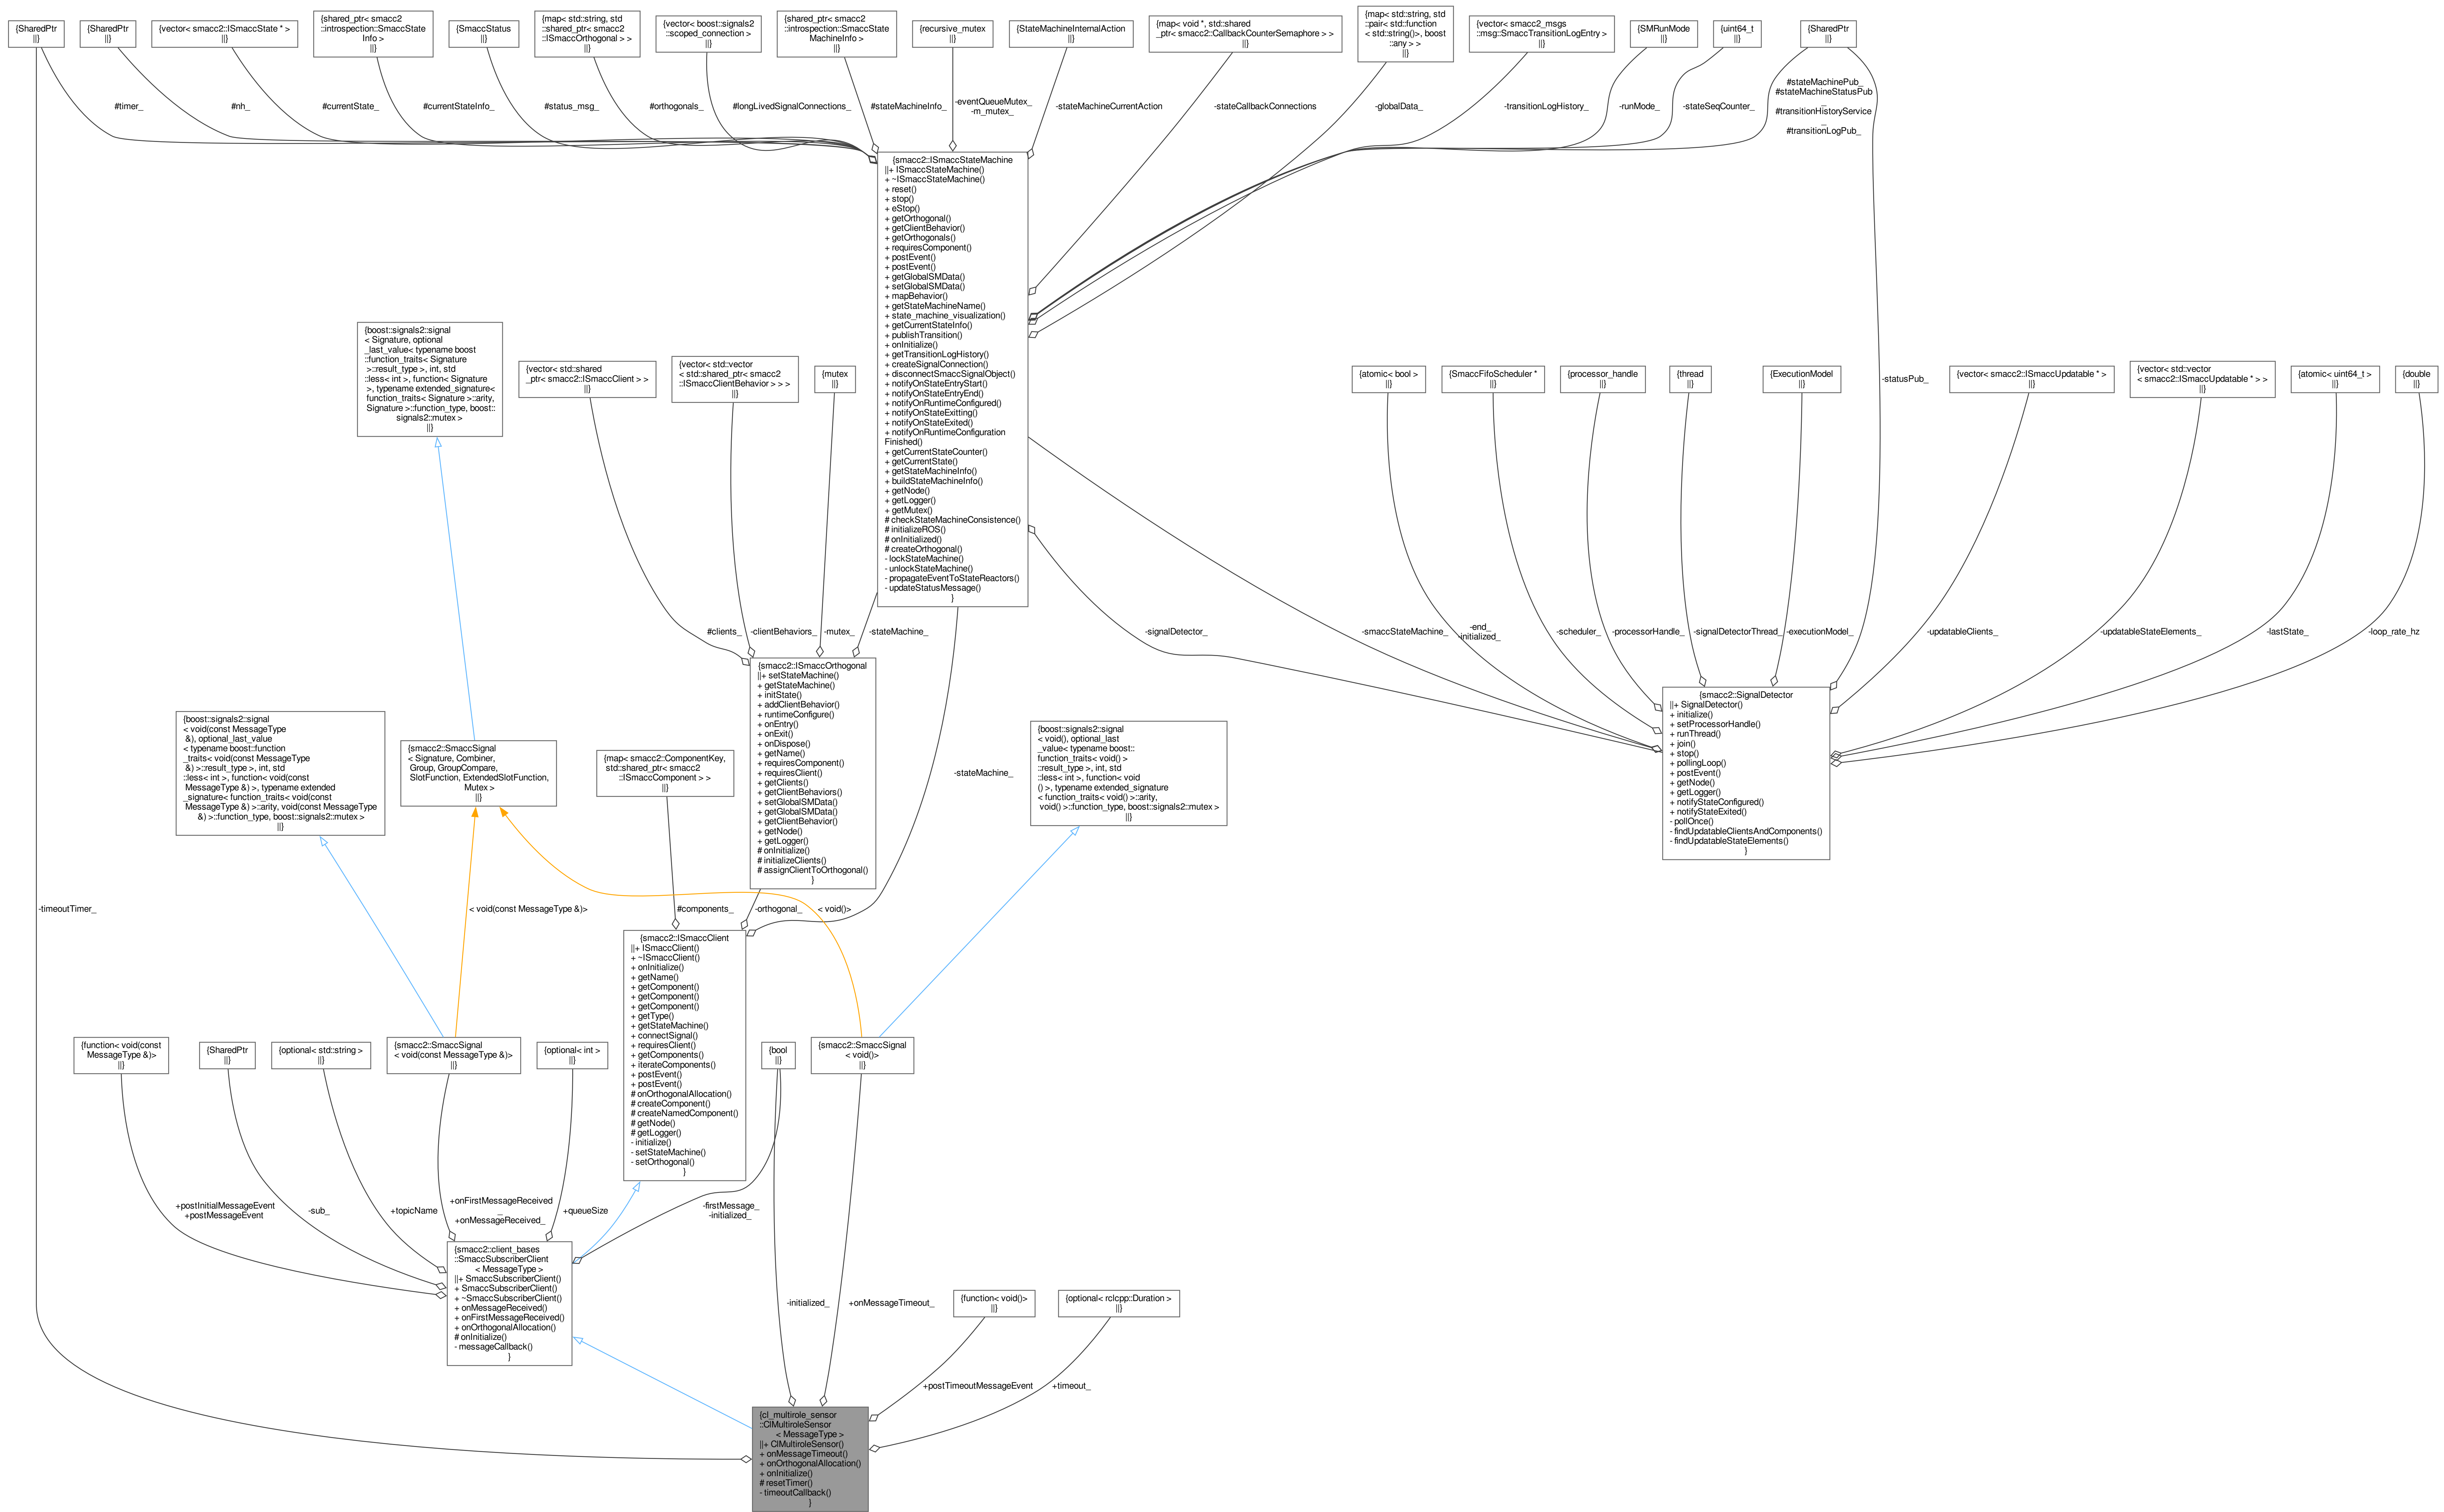 {SharedPtr
||}
{SharedPtr
||}
{vector< smacc2::ISmaccState * >
||}
{shared_ptr< smacc2
::introspection::SmaccState
Info >
||}
{SmaccStatus
||}
{map< std::string, std
::shared_ptr< smacc2
::ISmaccOrthogonal > >
||}
{vector< boost::signals2
::scoped_connection >
||}
{shared_ptr< smacc2
::introspection::SmaccState
MachineInfo >
||}
{recursive_mutex
||}
{StateMachineInternalAction
||}
{map< void *, std::shared
_ptr< smacc2::CallbackCounterSemaphore > >
||}
{map< std::string, std
::pair< std::function
< std::string()>, boost
::any > >
||}
{vector< smacc2_msgs
::msg::SmaccTransitionLogEntry >
||}
{SMRunMode
||}
{uint64_t
||}
{SharedPtr
||}
#timer_
#nh_
#currentState_
#currentStateInfo_
#status_msg_
#orthogonals_
#longLivedSignalConnections_
#stateMachineInfo_
-eventQueueMutex_
-m_mutex_
-stateMachineCurrentAction
-stateCallbackConnections
-globalData_
-transitionLogHistory_
-runMode_
-stateSeqCounter_
#stateMachinePub_
#stateMachineStatusPub
_
#transitionHistoryService
_
#transitionLogPub_
{smacc2::ISmaccStateMachine
||+ ISmaccStateMachine()
+ ~ISmaccStateMachine()
+ reset()
+ stop()
+ eStop()
+ getOrthogonal()
+ getClientBehavior()
+ getOrthogonals()
+ requiresComponent()
+ postEvent()
+ postEvent()
+ getGlobalSMData()
+ setGlobalSMData()
+ mapBehavior()
+ getStateMachineName()
+ state_machine_visualization()
+ getCurrentStateInfo()
+ publishTransition()
+ onInitialize()
+ getTransitionLogHistory()
+ createSignalConnection()
+ disconnectSmaccSignalObject()
+ notifyOnStateEntryStart()
+ notifyOnStateEntryEnd()
+ notifyOnRuntimeConfigured()
+ notifyOnStateExitting()
+ notifyOnStateExited()
+ notifyOnRuntimeConfiguration
Finished()
+ getCurrentStateCounter()
+ getCurrentState()
+ getStateMachineInfo()
+ buildStateMachineInfo()
+ getNode()
+ getLogger()
+ getMutex()
# checkStateMachineConsistence()
# initializeROS()
# onInitialized()
# createOrthogonal()
- lockStateMachine()
- unlockStateMachine()
- propagateEventToStateReactors()
- updateStatusMessage()
}
{boost::signals2::signal
< Signature, optional
_last_value< typename boost
::function_traits< Signature
>::result_type >, int, std
::less< int >, function< Signature
>, typename extended_signature<
function_traits< Signature >::arity,
Signature >::function_type, boost::
signals2::mutex >
||}
{vector< std::shared
_ptr< smacc2::ISmaccClient > >
||}
{vector< std::vector
< std::shared_ptr< smacc2
::ISmaccClientBehavior > > >
||}
{mutex
||}
{atomic< bool >
||}
{SmaccFifoScheduler *
||}
{processor_handle
||}
{thread
||}
{ExecutionModel
||}
{vector< smacc2::ISmaccUpdatable * >
||}
{vector< std::vector
< smacc2::ISmaccUpdatable * > >
||}
{atomic< uint64_t >
||}
{double
||}
-statusPub_
#clients_
-clientBehaviors_
-mutex_
-stateMachine_
-signalDetector_
-smaccStateMachine_
-end_
-initialized_
-scheduler_
-processorHandle_
-signalDetectorThread_
-executionModel_
-updatableClients_
-updatableStateElements_
-lastState_
-loop_rate_hz
{smacc2::ISmaccOrthogonal
||+ setStateMachine()
+ getStateMachine()
+ initState()
+ addClientBehavior()
+ runtimeConfigure()
+ onEntry()
+ onExit()
+ onDispose()
+ getName()
+ requiresComponent()
+ requiresClient()
+ getClients()
+ getClientBehaviors()
+ setGlobalSMData()
+ getGlobalSMData()
+ getClientBehavior()
+ getNode()
+ getLogger()
# onInitialize()
# initializeClients()
# assignClientToOrthogonal()
}
{smacc2::SignalDetector
||+ SignalDetector()
+ initialize()
+ setProcessorHandle()
+ runThread()
+ join()
+ stop()
+ pollingLoop()
+ postEvent()
+ getNode()
+ getLogger()
+ notifyStateConfigured()
+ notifyStateExited()
- pollOnce()
- findUpdatableClientsAndComponents()
- findUpdatableStateElements()
}
{boost::signals2::signal
< void(const MessageType
&), optional_last_value
< typename boost::function
_traits< void(const MessageType
&) >::result_type >, int, std
::less< int >, function< void(const
MessageType &) >, typename extended
_signature< function_traits< void(const
MessageType &) >::arity, void(const MessageType
&) >::function_type, boost::signals2::mutex >
||}
{smacc2::SmaccSignal
< Signature, Combiner,
Group, GroupCompare,
SlotFunction, ExtendedSlotFunction,
Mutex >
||}
{map< smacc2::ComponentKey,
std::shared_ptr< smacc2
::ISmaccComponent > >
||}
-stateMachine_
{boost::signals2::signal
< void(), optional_last
_value< typename boost::
function_traits< void() >
::result_type >, int, std
::less< int >, function< void
() >, typename extended_signature
< function_traits< void() >::arity,
void() >::function_type, boost::signals2::mutex >
||}
-timeoutTimer_
< void(const MessageType &)>
#components_
-orthogonal_
< void()>
{smacc2::ISmaccClient
||+ ISmaccClient()
+ ~ISmaccClient()
+ onInitialize()
+ getName()
+ getComponent()
+ getComponent()
+ getComponent()
+ getType()
+ getStateMachine()
+ connectSignal()
+ requiresClient()
+ getComponents()
+ iterateComponents()
+ postEvent()
+ postEvent()
# onOrthogonalAllocation()
# createComponent()
# createNamedComponent()
# getNode()
# getLogger()
- initialize()
- setStateMachine()
- setOrthogonal()
}
{function< void(const
MessageType &)>
||}
{SharedPtr
||}
{optional< std::string >
||}
{smacc2::SmaccSignal
< void(const MessageType &)>
||}
{optional< int >
||}
{bool
||}
{smacc2::SmaccSignal
< void()>
||}
+postInitialMessageEvent
+postMessageEvent
-sub_
+topicName
+onFirstMessageReceived
_
+onMessageReceived_
+queueSize
-firstMessage_
-initialized_
{smacc2::client_bases
::SmaccSubscriberClient
< MessageType >
||+ SmaccSubscriberClient()
+ SmaccSubscriberClient()
+ ~SmaccSubscriberClient()
+ onMessageReceived()
+ onFirstMessageReceived()
+ onOrthogonalAllocation()
# onInitialize()
- messageCallback()
}
-initialized_
+onMessageTimeout_
{function< void()>
||}
{optional< rclcpp::Duration >
||}
+postTimeoutMessageEvent
+timeout_
{cl_multirole_sensor
::ClMultiroleSensor
< MessageType >
||+ ClMultiroleSensor()
+ onMessageTimeout()
+ onOrthogonalAllocation()
+ onInitialize()
# resetTimer()
- timeoutCallback()
}